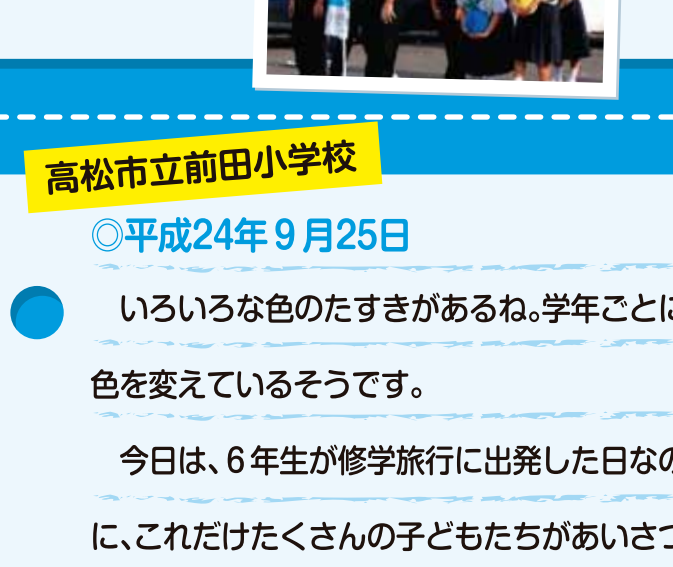 高松市立前田小学校
◎平成24年9月25日
いろいろな色のたすきがあるね。学年ごとに
色を変えているそうです。
今日は、6年生が修学旅行に出発した日なの
に、これだけたくさんの子どもたちがあいさつ